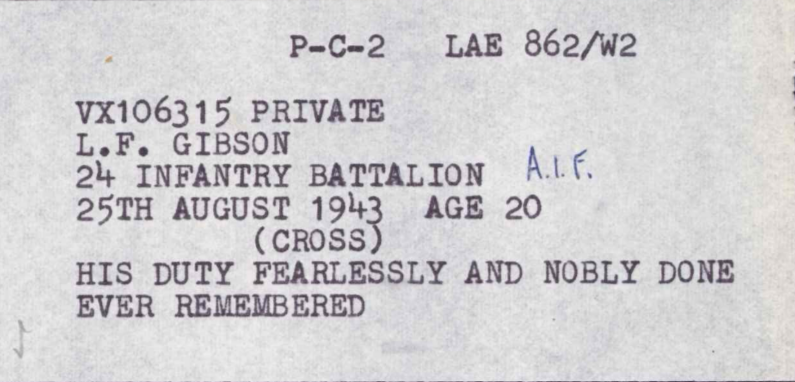 P-C-2 LAE 862/W2
VX106315 PRIVATE
L.F. GIBSON
24 INFANTRY BATTALION A.I.F.
25TH AUGUST 1943 AGE 20
(CROSS)
HIS DUTY FEARLESSLY AND NOBLY DONE
EVER REMEMBERED